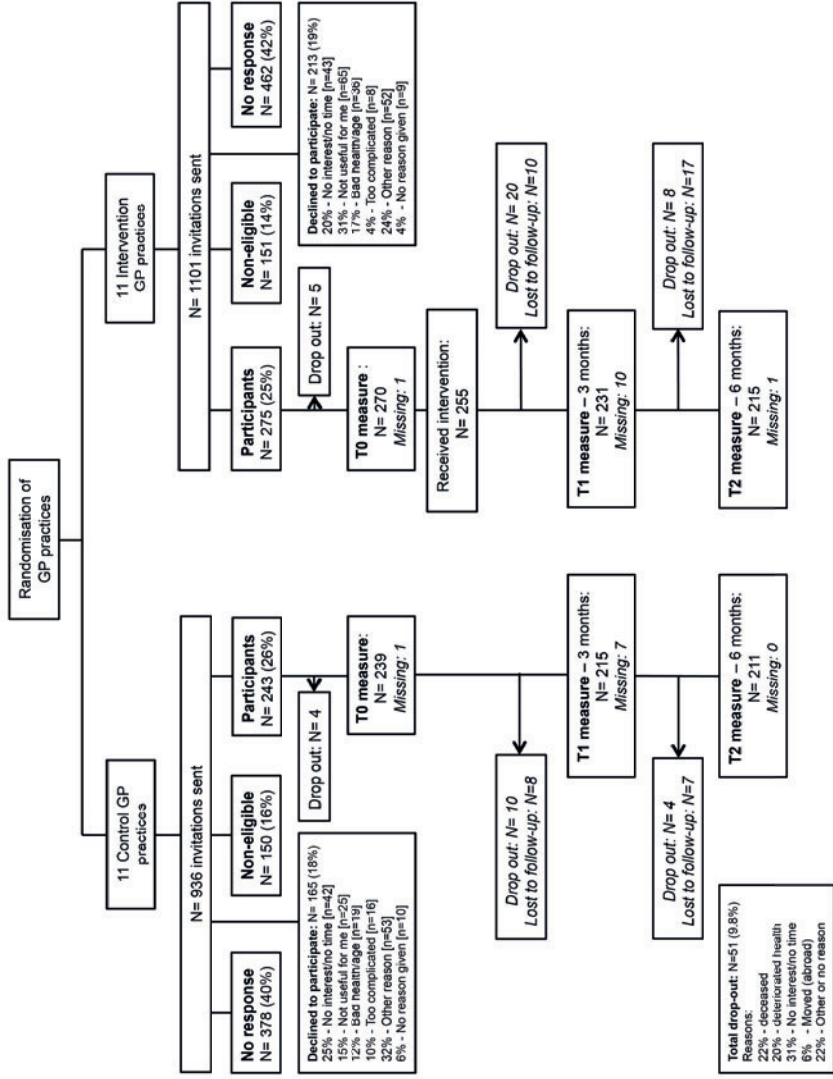 Randomisation of
GP practices
11 Control GP
practices
N= 936 invitations sent
No response
N= 378 (40%)
Non-eligible
N= 150 (16%)
Participants
N= 243 (26%)
Declined to participate: N= 165 (18%)
25% - No interest/no time [n=42]
15% - Not useful for me [n=25]
12% - Bad health/age [n=19]
10% - Too complicated [n=16]
32% - Other reason [n=53]
6% - No reason given [n=10]
Drop out: N= 4
T0 measure:
N= 239
Missing: 1
Drop out: N= 10
Lost to follow-up: N=8
T1 measure – 3 months:
N= 215
Missing: 7
Drop out: N= 4
Lost to follow-up: N=7
T2 measure – 6 months:
N= 211
Missing: 0
11 Intervention
GP practices
N= 1101 invitations sent
Participants
N= 275 (25%)
Non-eligible
N= 151 (14%)
No response
N= 462 (42%)
Declined to participate: N= 213 (19%)
20% - No interest/no time [n=43]
31% - Not useful for me [n=65]
17% - Bad health/age [n=36]
4% - Too complicated [n=8]
24% - Other reason [n=52]
4% - No reason given [n=9]
Drop out: N= 5
T0 measure :
N= 270
Missing: 1
Received intervention:
N= 255
Drop out: N= 20
Lost to follow-up: N=10
T1 measure – 3 months:
N= 231
Missing: 10
Drop out: N= 8
Lost to follow-up: N=17
T2 measure – 6 months:
N= 215
Missing: 1
Total drop-out: N=51 (9.8%)
Reasons:
22% - deceased
20% - deteriorated health
31% - No interest/no time
6% - Moved (abroad)
22% - Other or no reason